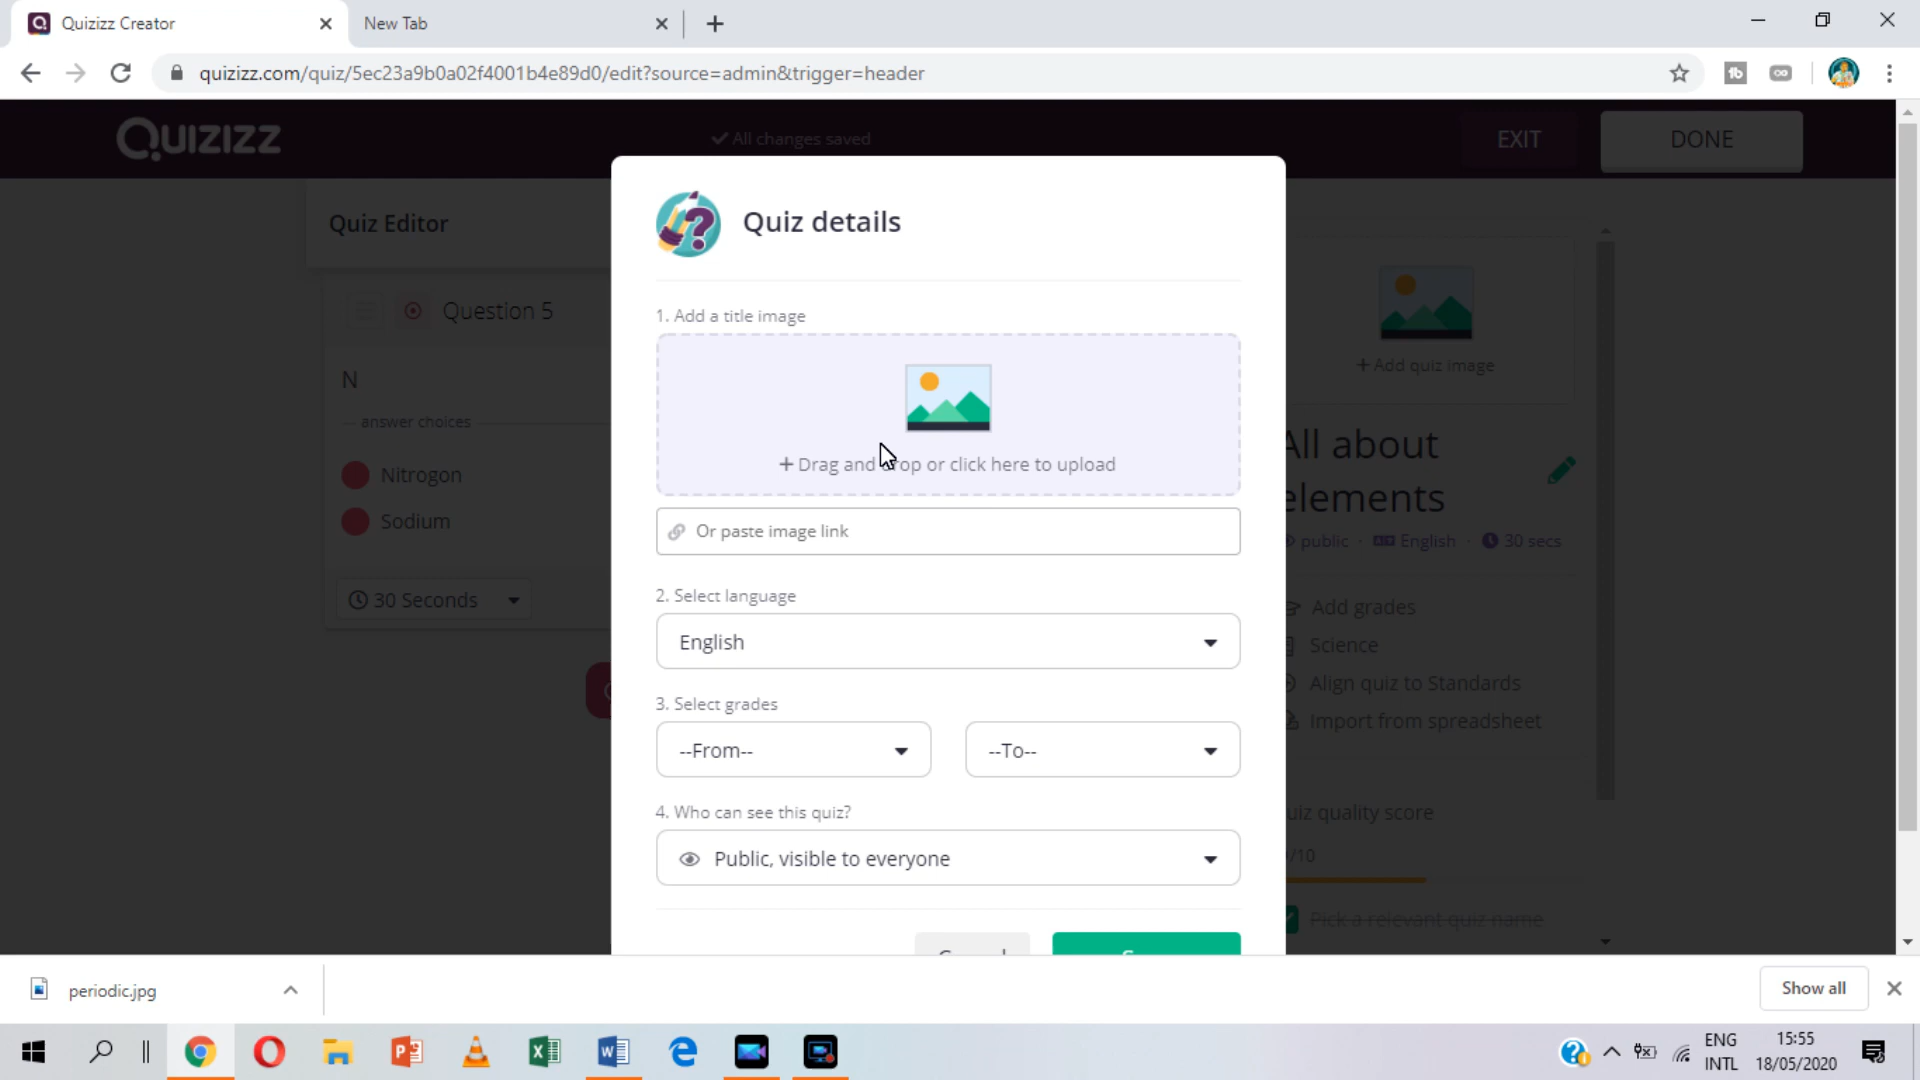 Quizizz Creator
New Tab
quizizz.com/quiz/5ec23a9b0a02f4001b4e89d0/edit?source=admin&trigger=header
QUIZIZZ
All changes saved
EXIT
DONE
Quiz Editor
Quiz details
Question 5
1. Add a title image
+ Add quiz image
N
answer choices
Nitrogon
Sodium
+ Drag and drop or click here to upload
All about
elements
Or paste image link
public · English · 30 secs
30 Seconds
2. Select language
English
Add grades
Science
Align quiz to Standards
Import from spreadsheet
3. Select grades
--From--
--To--
4. Who can see this quiz?
Public, visible to everyone
quality score
/10
Pick a relevant quiz name
periodic.jpg
Show all
ENG
INTL
15:55
18/05/2020